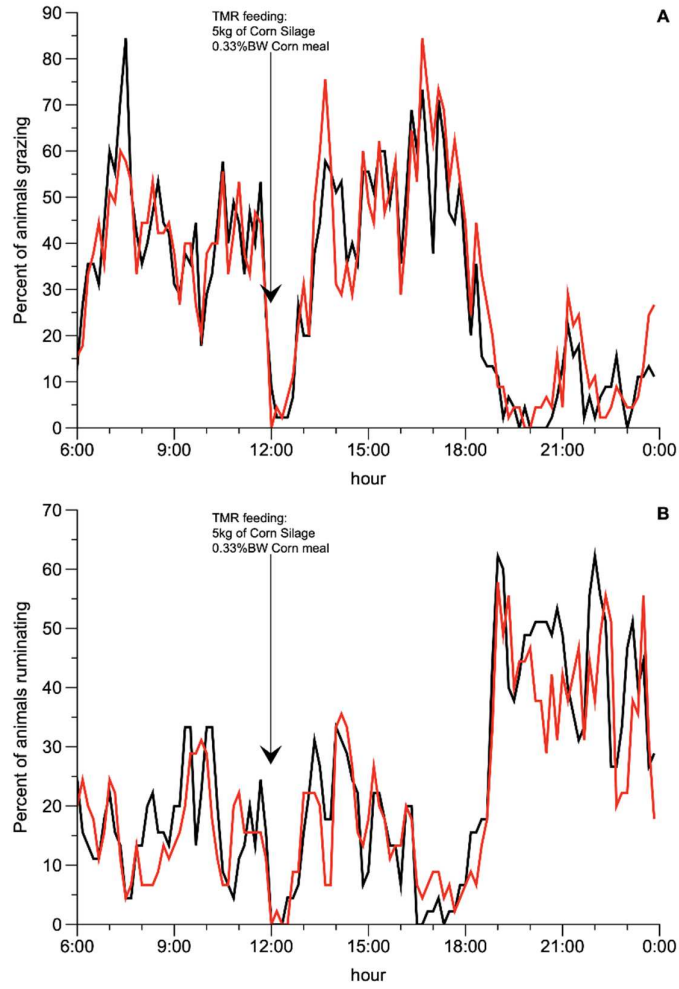 TMR feeding:
5kg of Corn Silage
0.33%BW Corn meal
A
90
80
70
60
50
40
30
20
10
0
Percent of animals grazing
6:00 9:00 12:00 15:00 18:00 21:00 0:00
hour
TMR feeding:
5kg of Corn Silage
0.33%BW Corn meal
B
70
60
50
40
30
20
10
0
Percent of animals ruminating
6:00 9:00 12:00 15:00 18:00 21:00 0:00
hour